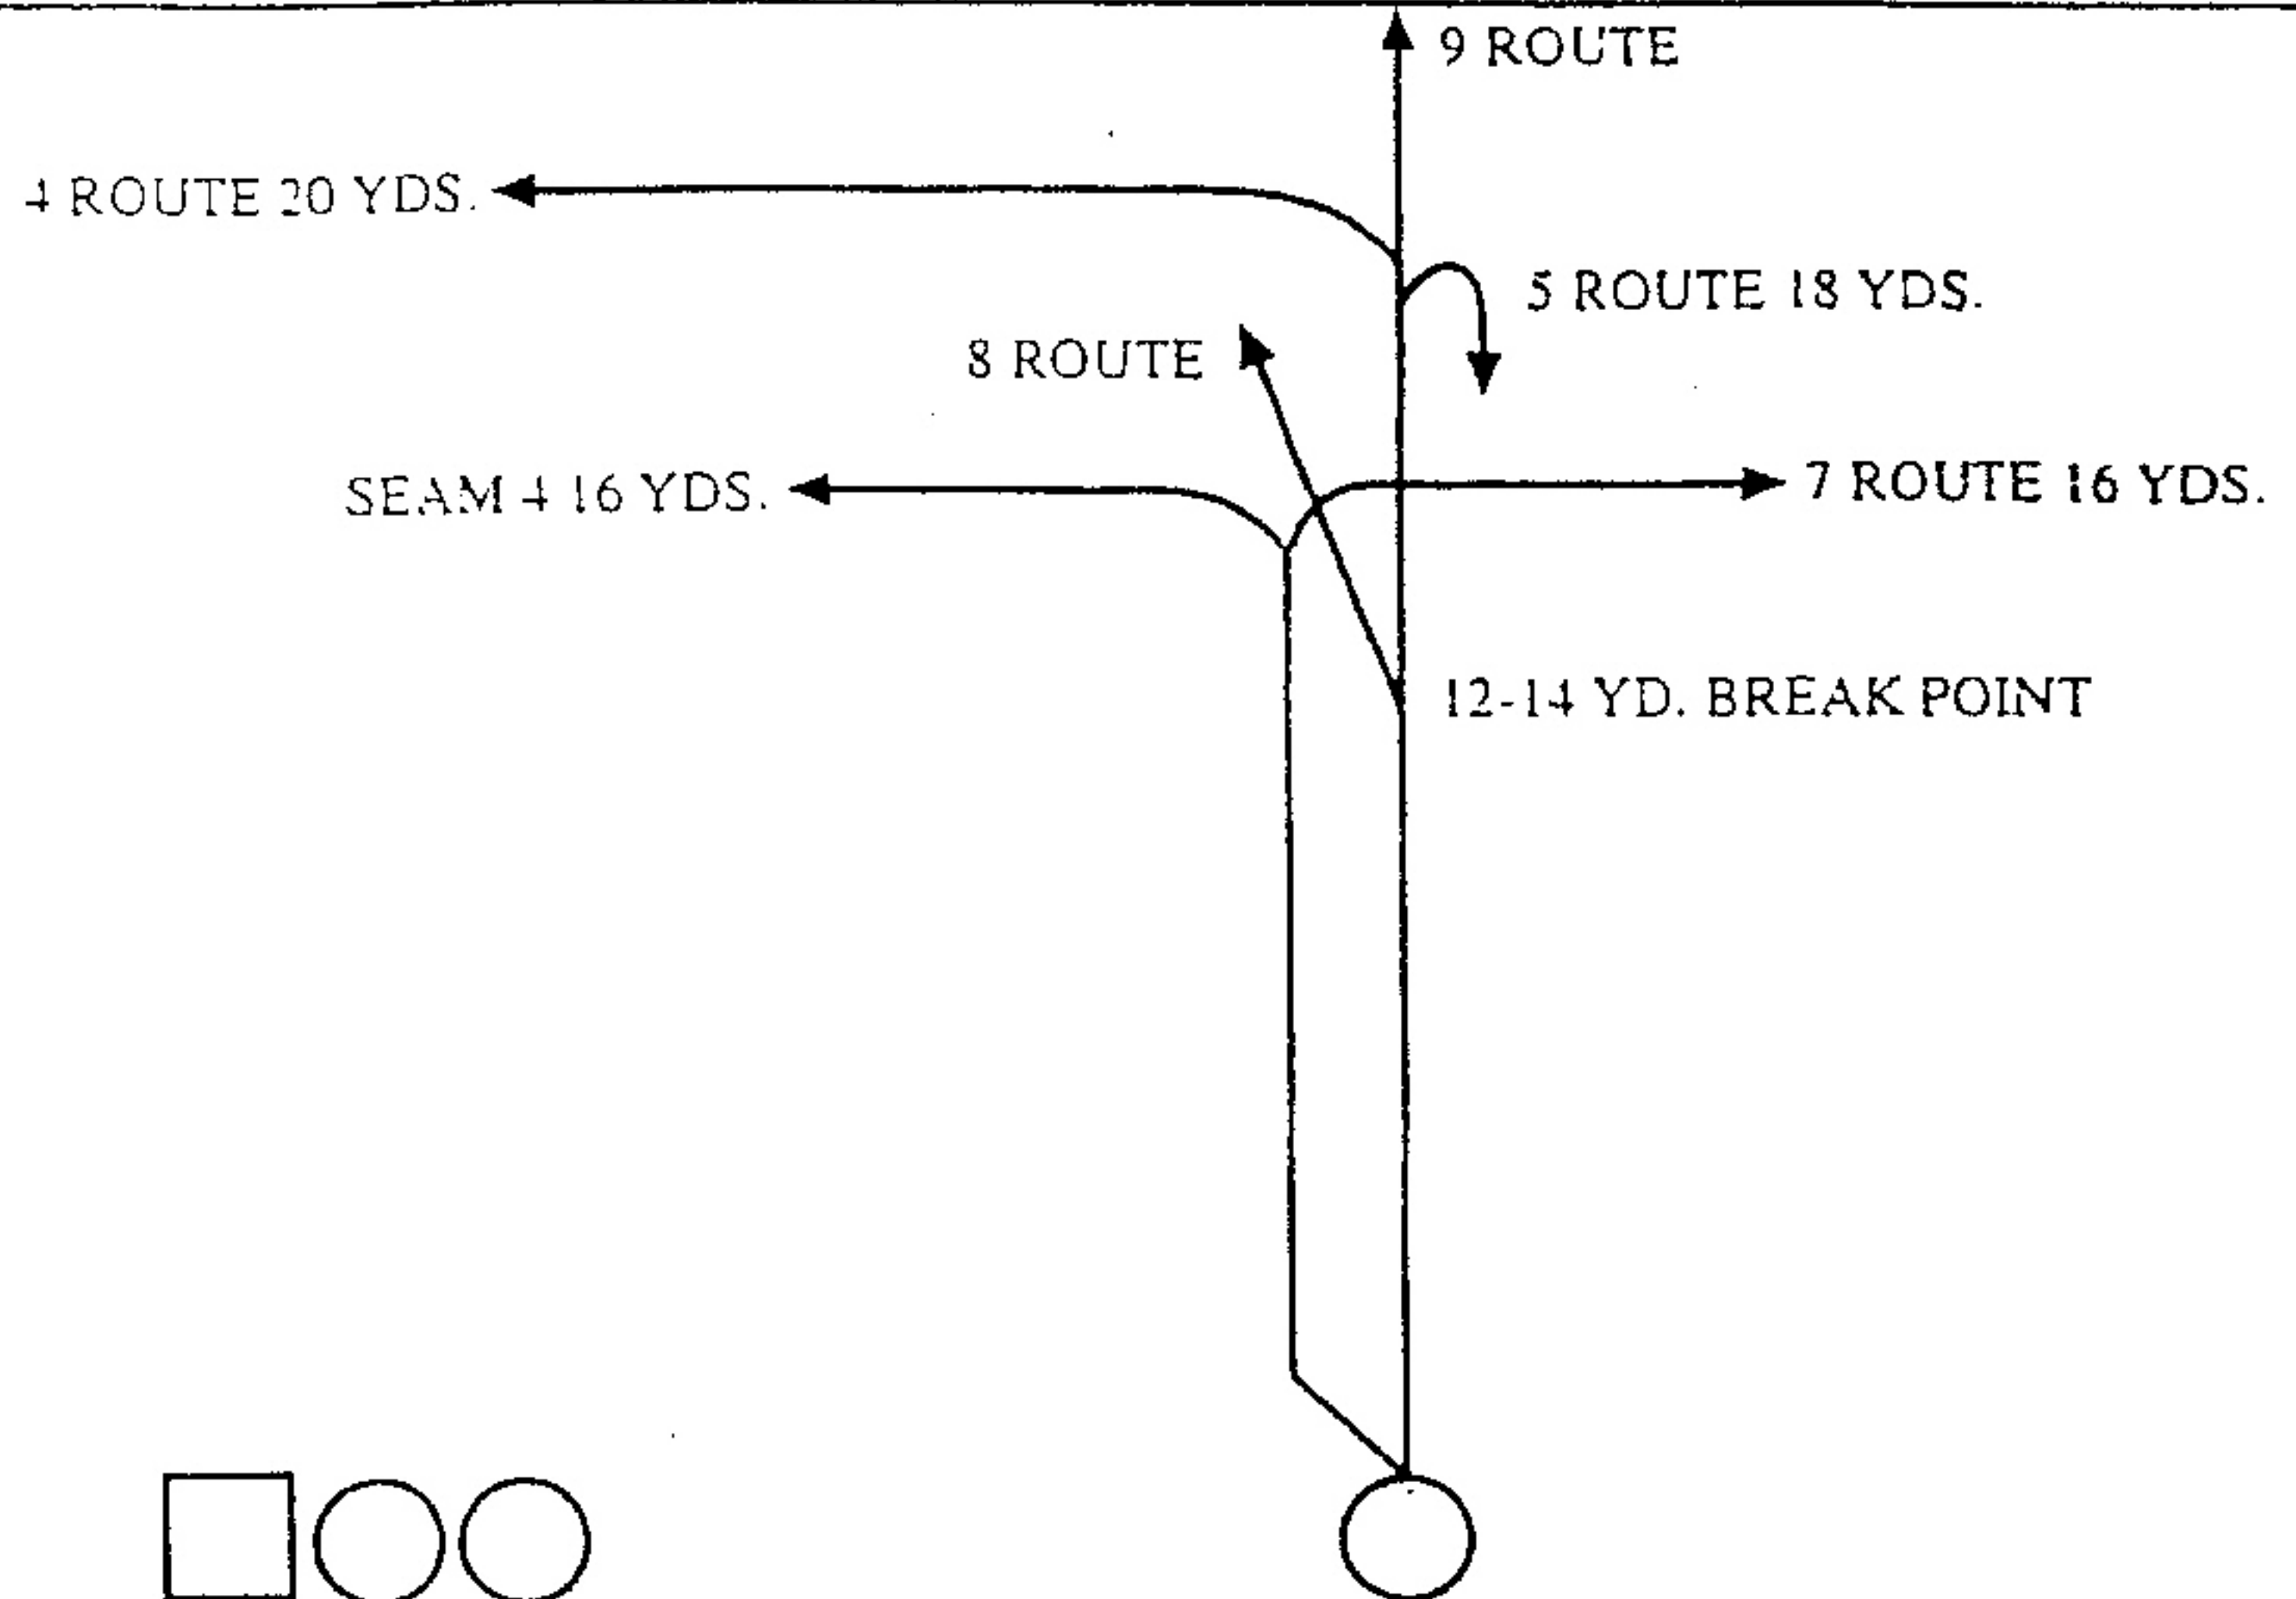 9 ROUTE
4 ROUTE 20 YDS.
5 ROUTE 18 YDS.
8 ROUTE
SEAM 4 16 YDS.
7 ROUTE 16 YDS.
12-14 YD. BREAK POINT